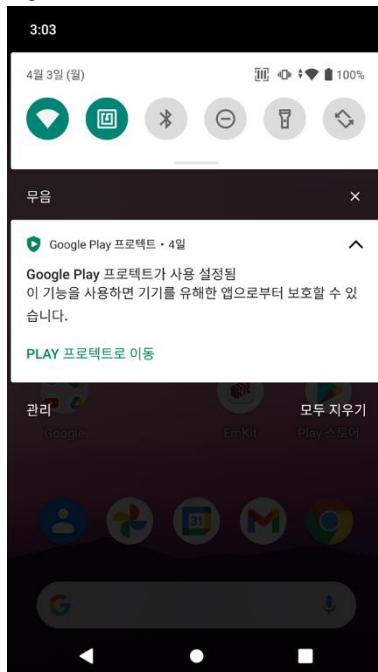 3:03
4월 3일 (월) 100%
무음
Google Play 프로텍트 • 4일
Google Play 프로텍트가 사용 설정됨
이 기능을 사용하면 기기를 유해한 앱으로부터 보호할 수 있
습니다.
PLAY 프로텍트로 이동
관리 모두 지우기
Google EmKit Play 스토어
31